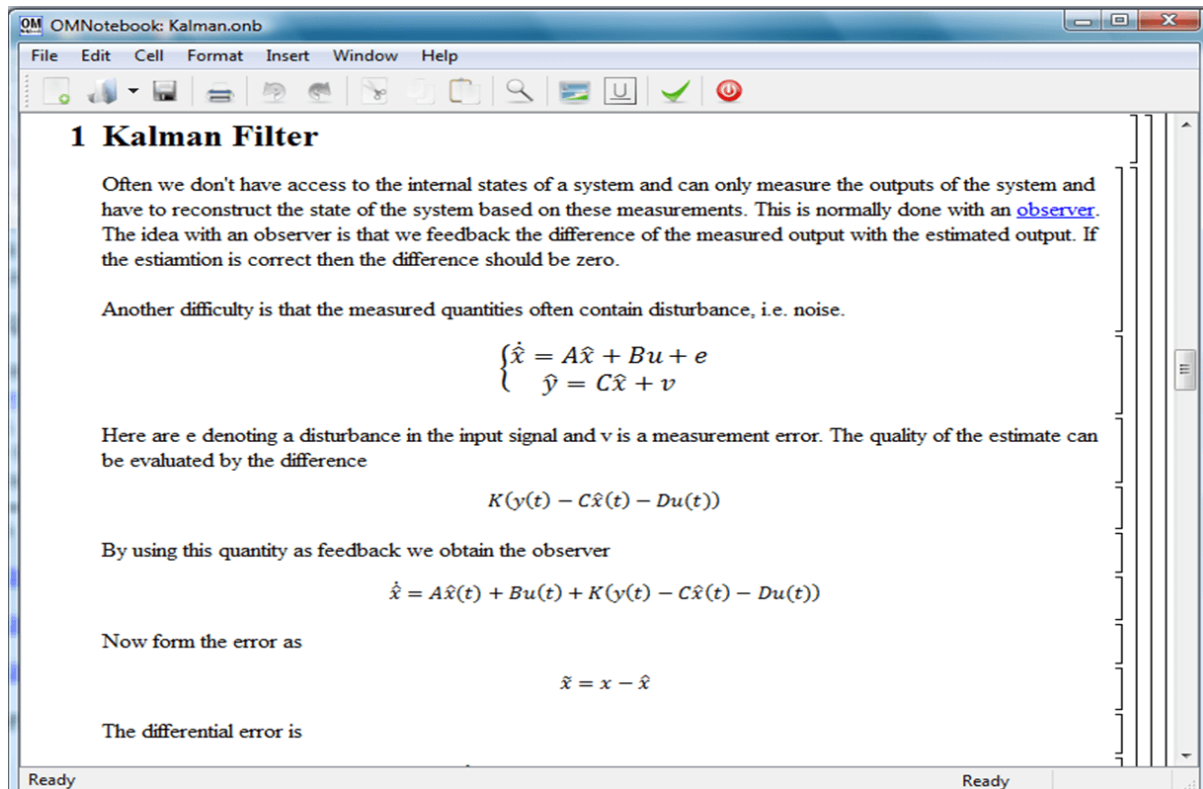 OM OMNotebook: Kalman.onb
File Edit Cell Format Insert Window Help
U
1 Kalman Filter
Often we don't have access to the internal states of a system and can only measure the outputs of the system and
have to reconstruct the state of the system based on these measurements. This is normally done with an observer.
The idea with an observer is that we feedback the difference of the measured output with the estimated output. If
the estiamtion is correct then the difference should be zero.
Another difficulty is that the measured quantities often contain disturbance, i.e. noise.
{ẋ̂ = Ax̂ + Bu + e
ŷ = Cx̂ + v
Here are e denoting a disturbance in the input signal and v is a measurement error. The quality of the estimate can
be evaluated by the difference
K(y(t) − Cx̂(t) − Du(t))
By using this quantity as feedback we obtain the observer
ẋ̂ = Ax̂(t) + Bu(t) + K(y(t) − Cx̂(t) − Du(t))
Now form the error as
x̃ = x − x̂
The differential error is
Ready Ready